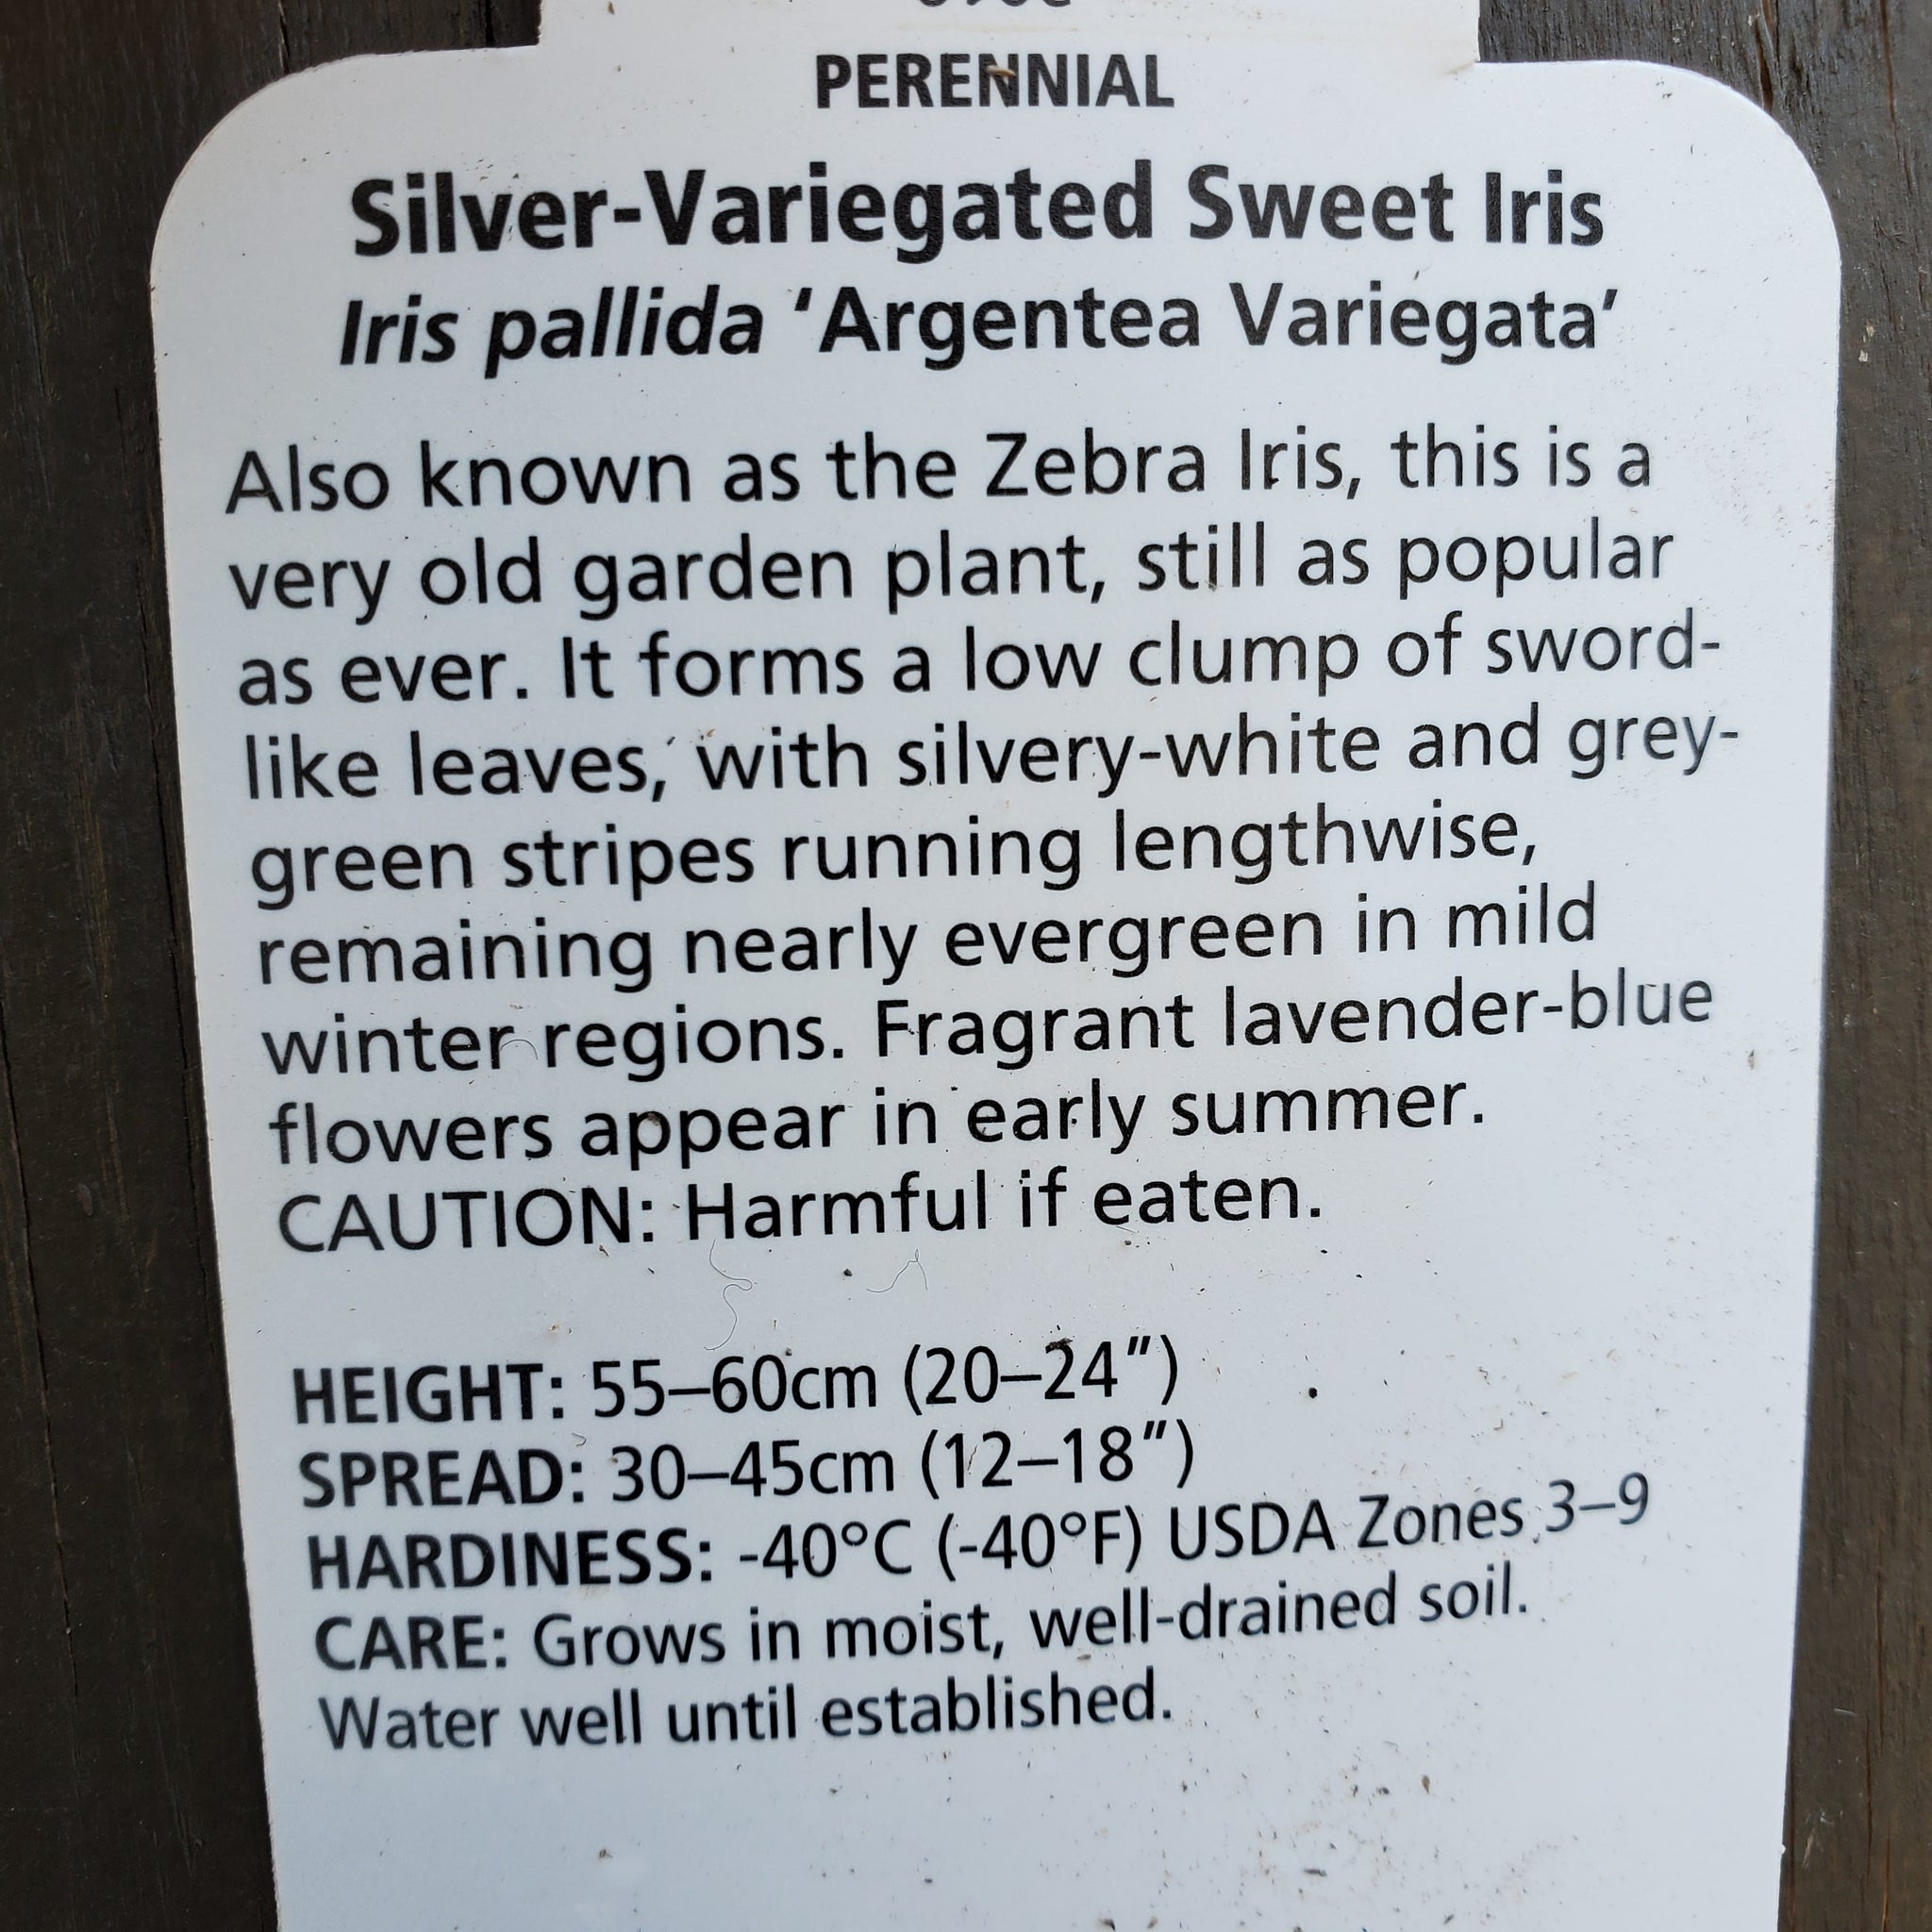 PERENNIAL
Silver-Variegated Sweet Iris
Iris pallida ‘Argentea Variegata’
Also known as the Zebra Iris, this is a
very old garden plant, still as popular
as ever. It forms a low clump of sword-
like leaves, with silvery-white and grey-
green stripes running lengthwise,
remaining nearly evergreen in mild
winter regions. Fragrant lavender-blue
flowers appear in early summer.
CAUTION: Harmful if eaten.
HEIGHT: 55–60cm (20–24”)
SPREAD: 30–45cm (12–18”)
HARDINESS: -40°C (-40°F) USDA Zones 3–9
CARE: Grows in moist, well-drained soil.
Water well until established.